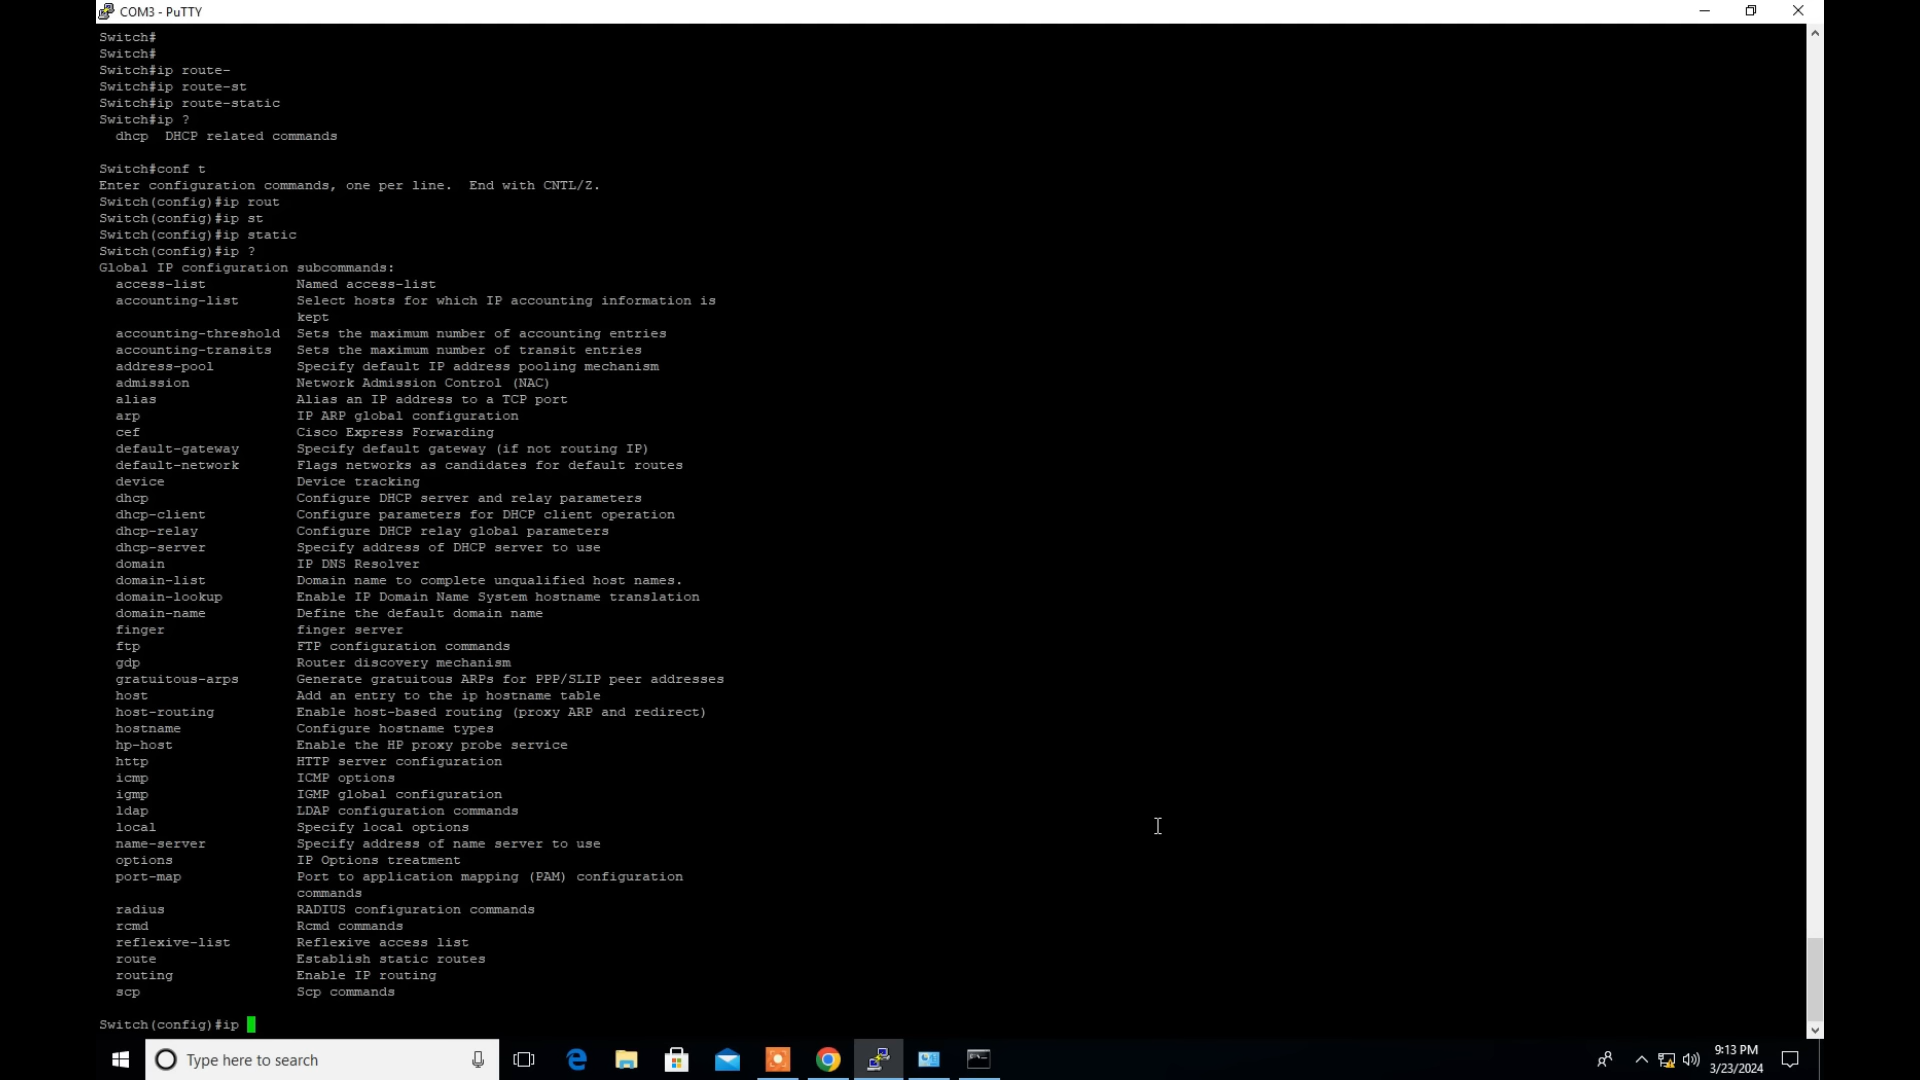 COM3 - PuTTY
Switch#
Switch#
Switch#ip route-
Switch#ip route-st
Switch#ip route-static
Switch#ip ?
dhcp  DHCP related commands
Switch#conf t
Enter configuration commands, one per line.  End with CNTL/Z.
Switch(config)#ip rout
Switch(config)#ip st
Switch(config)#ip static
Switch(config)#ip ?
Global IP configuration subcommands:
access-list           Named access-list
accounting-list       Select hosts for which IP accounting information is
kept
accounting-threshold  Sets the maximum number of accounting entries
accounting-transits   Sets the maximum number of transit entries
address-pool          Specify default IP address pooling mechanism
admission             Network Admission Control (NAC)
alias                 Alias an IP address to a TCP port
arp                   IP ARP global configuration
cef                   Cisco Express Forwarding
default-gateway       Specify default gateway (if not routing IP)
default-network       Flags networks as candidates for default routes
device                Device tracking
dhcp                  Configure DHCP server and relay parameters
dhcp-client           Configure parameters for DHCP client operation
dhcp-relay            Configure DHCP relay global parameters
dhcp-server           Specify address of DHCP server to use
domain                IP DNS Resolver
domain-list           Domain name to complete unqualified host names.
domain-lookup         Enable IP Domain Name System hostname translation
domain-name           Define the default domain name
finger                finger server
ftp                   FTP configuration commands
gdp                   Router discovery mechanism
gratuitous-arps       Generate gratuitous ARPs for PPP/SLIP peer addresses
host                  Add an entry to the ip hostname table
host-routing          Enable host-based routing (proxy ARP and redirect)
hostname              Configure hostname types
hp-host               Enable the HP proxy probe service
http                  HTTP server configuration
icmp                  ICMP options
igmp                  IGMP global configuration
ldap                  LDAP configuration commands
local                 Specify local options
name-server           Specify address of name server to use
options               IP Options treatment
port-map              Port to application mapping (PAM) configuration
commands
radius                RADIUS configuration commands
rcmd                  Rcmd commands
reflexive-list        Reflexive access list
route                 Establish static routes
routing               Enable IP routing
scp                   Scp commands
Switch(config)#ip
Type here to search
9:13 PM
3/23/2024